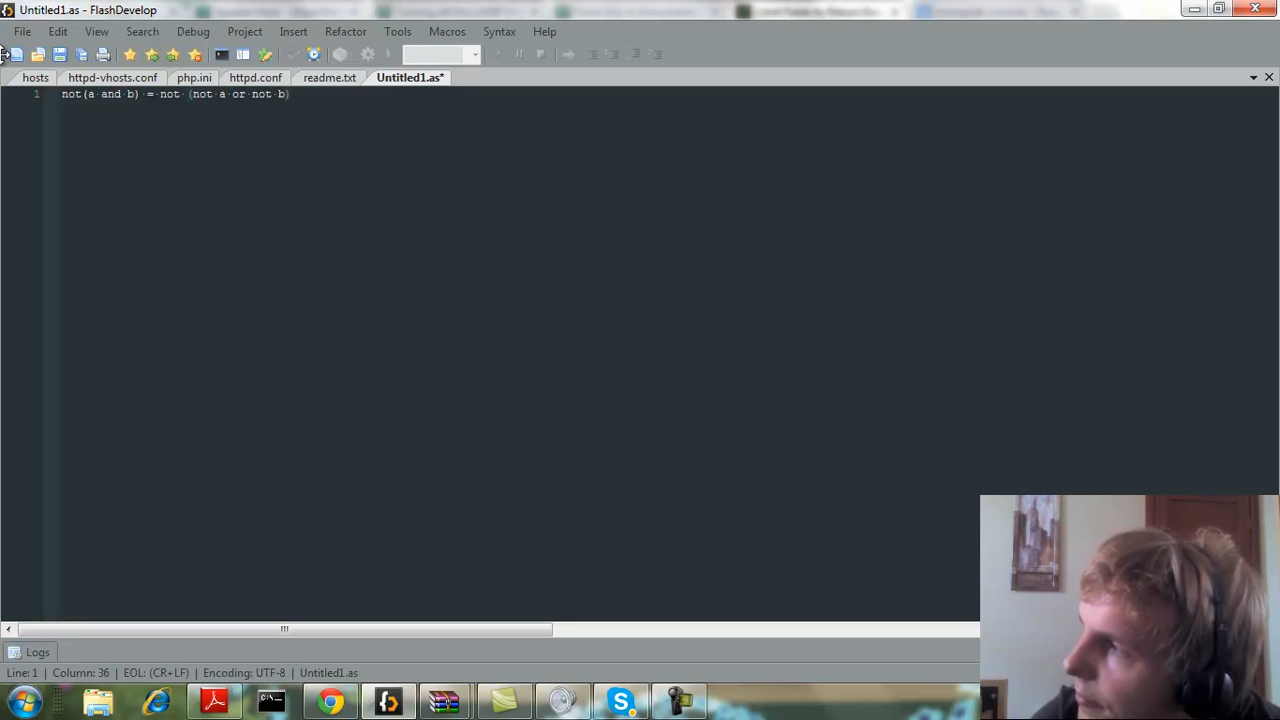 Untitled1.as - FlashDevelop
File Edit View Search Debug Project Insert Refactor Tools Macros Syntax Help
hosts httpd-vhosts.conf php.ini httpd.conf readme.txt Untitled1.as*
1 not(a and b) = not (not a or not b)
Logs
Line: 1 Column: 36 EOL: (CR+LF) Encoding: UTF-8 Untitled1.as